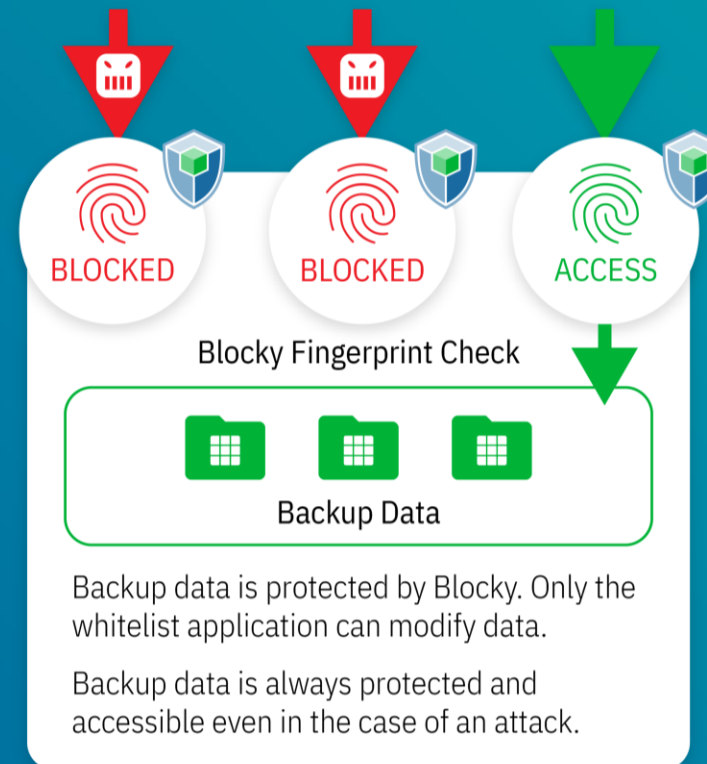 BLOCKED
BLOCKED
ACCESS
Blocky Fingerprint Check
Backup Data
Backup data is protected by Blocky. Only the
whitelist application can modify data.
Backup data is always protected and
accessible even in the case of an attack.